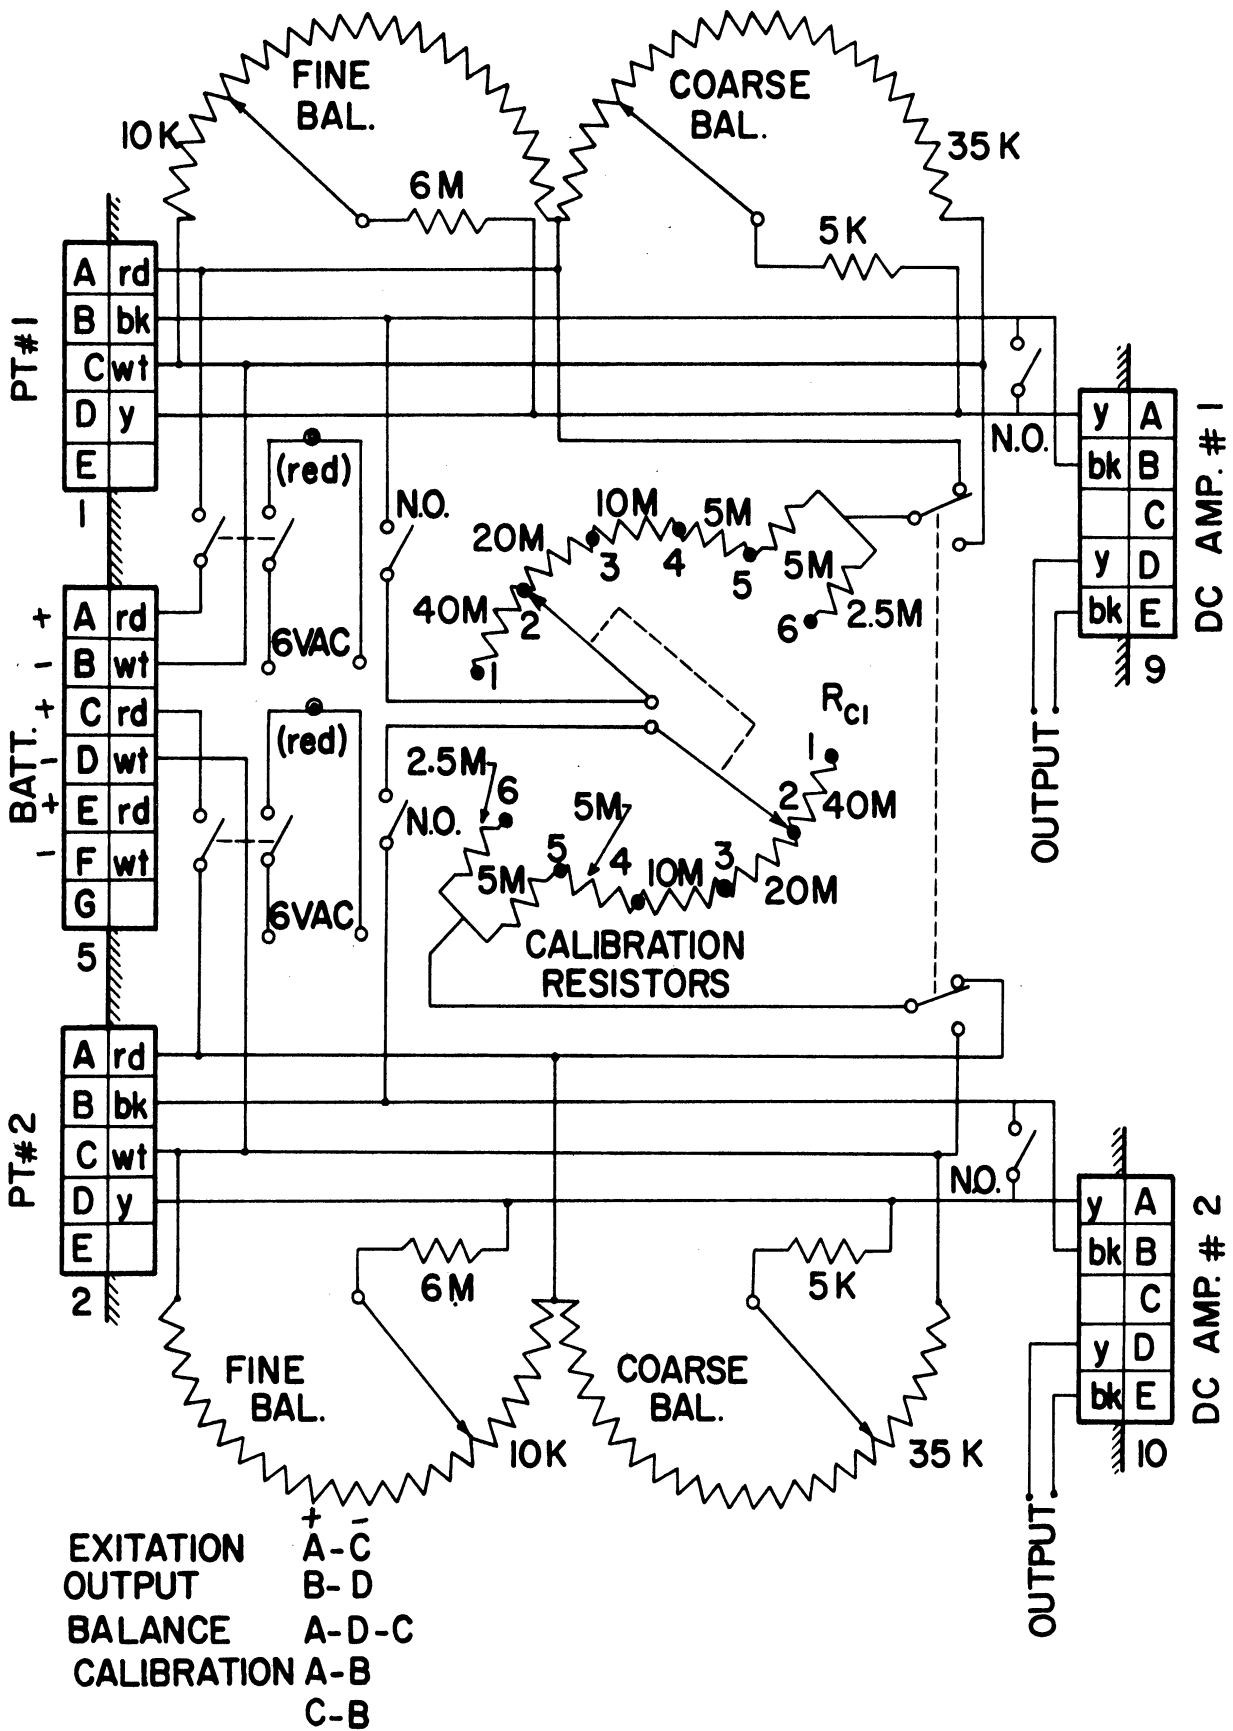 FINE
BAL.
COARSE
BAL.
10K
35K
6M
5K
PT#1
A rd
B bk
C wt
D y
E
1
N.O.
DC AMP. #1
y A
bk B
C
y D
bk E
9
OUTPUT
(red)
N.O.
6VAC
20M
10M
5M
5M
2.5M
40M
1
2
3
4
5
6
BATT.
+ A rd
- B wt
+ C rd
- D wt
+ E rd
- F wt
G
5
(red)
6VAC
N.O.
RC1
2.5M
6
5M
5
5M
4
10M
3
20M
2
40M
1
CALIBRATION
RESISTORS
PT#2
A rd
B bk
C wt
D y
E
2
N.O.
DC AMP. # 2
y A
bk B
C
y D
bk E
10
OUTPUT
6M
5K
FINE
BAL.
COARSE
BAL.
10K
35K
+ -
EXITATION A-C
OUTPUT B-D
BALANCE A-D-C
CALIBRATION A-B
C-B